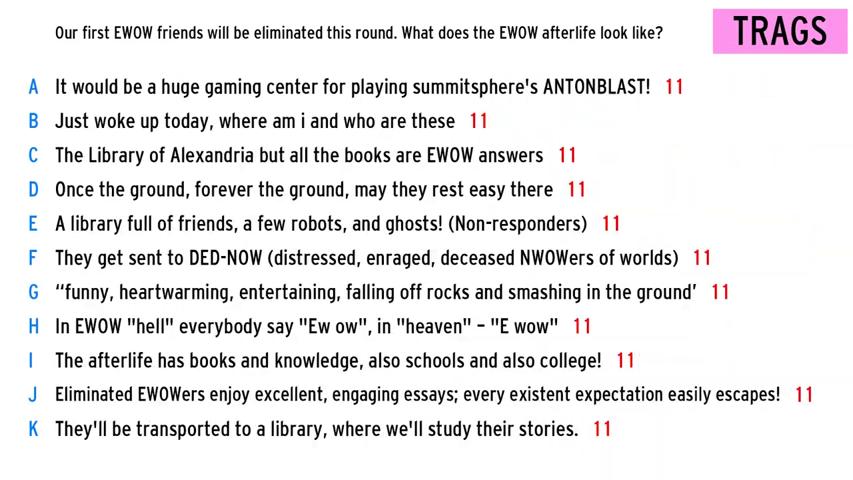 Our first EWOW friends will be eliminated this round. What does the EWOW afterlife look like?
TRAGS
A It would be a huge gaming center for playing summitsphere's ANTONBLAST! 11
B Just woke up today, where am i and who are these 11
C The Library of Alexandria but all the books are EWOW answers 11
D Once the ground, forever the ground, may they rest easy there 11
E A library full of friends, a few robots, and ghosts! (Non-responders) 11
F They get sent to DED-NOW (distressed, enraged, deceased NWOWers of worlds) 11
G “funny, heartwarming, entertaining, falling off rocks and smashing in the ground’ 11
H In EWOW "hell" everybody say "Ew ow", in "heaven" – "E wow" 11
I The afterlife has books and knowledge, also schools and also college! 11
J Eliminated EWOWers enjoy excellent, engaging essays; every existent expectation easily escapes! 11
K They'll be transported to a library, where we'll study their stories. 11